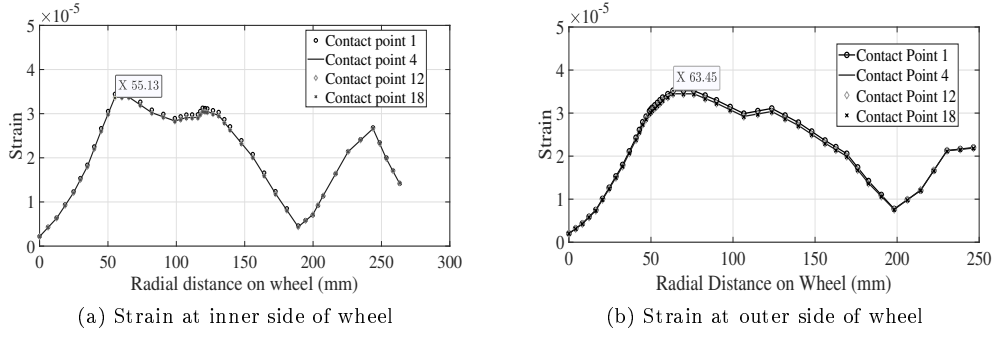 ×10⁻⁵
5
4
3
2
1
0
Strain
X 55.13
Contact point 1
Contact point 4
Contact point 12
Contact point 18
0 50 100 150 200 250 300
Radial distance on wheel (mm)
(a) Strain at inner side of wheel
×10⁻⁵
5
4
3
2
1
0
Strain
X 63.45
Contact Point 1
Contact Point 4
Contact Point 12
Contact Point 18
0 50 100 150 200 250
Radial Distance on Wheel (mm)
(b) Strain at outer side of wheel